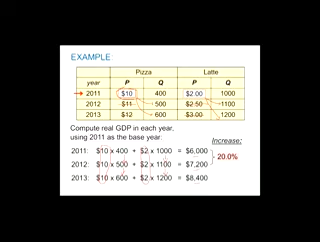 EXAMPLE:
Pizza Latte
year P Q P Q
2011 $10 400 $2.00 1000
2012 $11 500 $2.50 1100
2013 $12 600 $3.00 1200
Compute real GDP in each year,
using 2011 as the base year:
Increase:
2011: $10 x 400 + $2 x 1000 = $6,000
20.0%
2012: $10 x 500 + $2 x 1100 = $7,200
2013: $10 x 600 + $2 x 1200 = $8,400